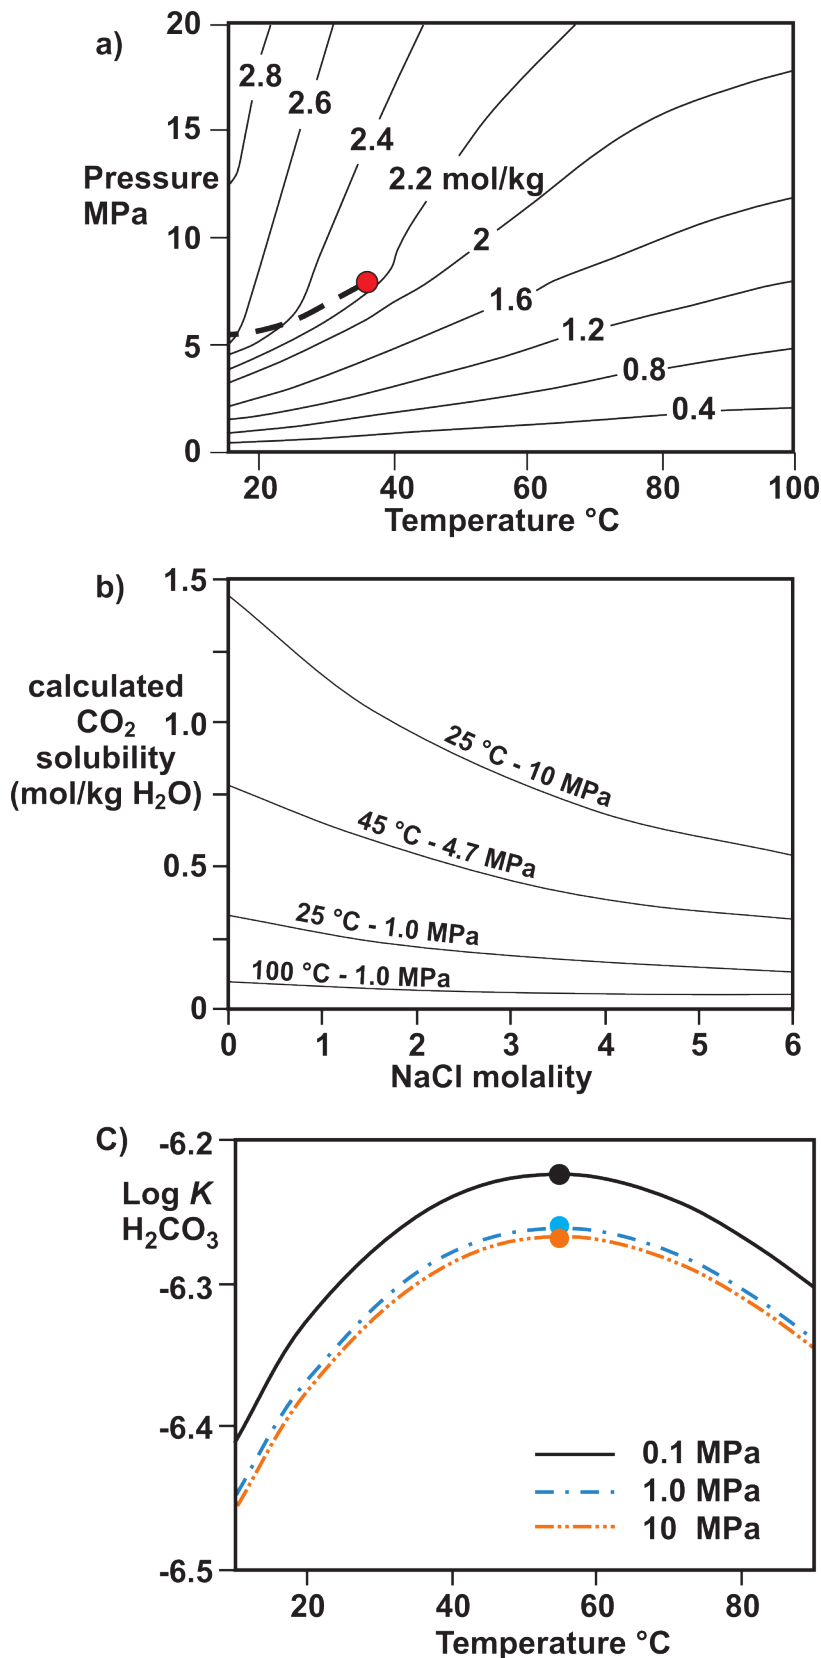 a)
20
15
10
5
0
Pressure
MPa
2.8
2.6
2.4
2.2 mol/kg
2
1.6
1.2
0.8
0.4
20 40 60 80 100
Temperature °C
b)
1.5
1.0
0.5
0
calculated
CO₂
solubility
(mol/kg H₂O)
25 °C - 10 MPa
45 °C - 4.7 MPa
25 °C - 1.0 MPa
100 °C - 1.0 MPa
0 1 2 3 4 5 6
NaCl molality
C)
-6.2
-6.3
-6.4
-6.5
Log K
H₂CO₃
0.1 MPa
1.0 MPa
10 MPa
20 40 60 80
Temperature °C